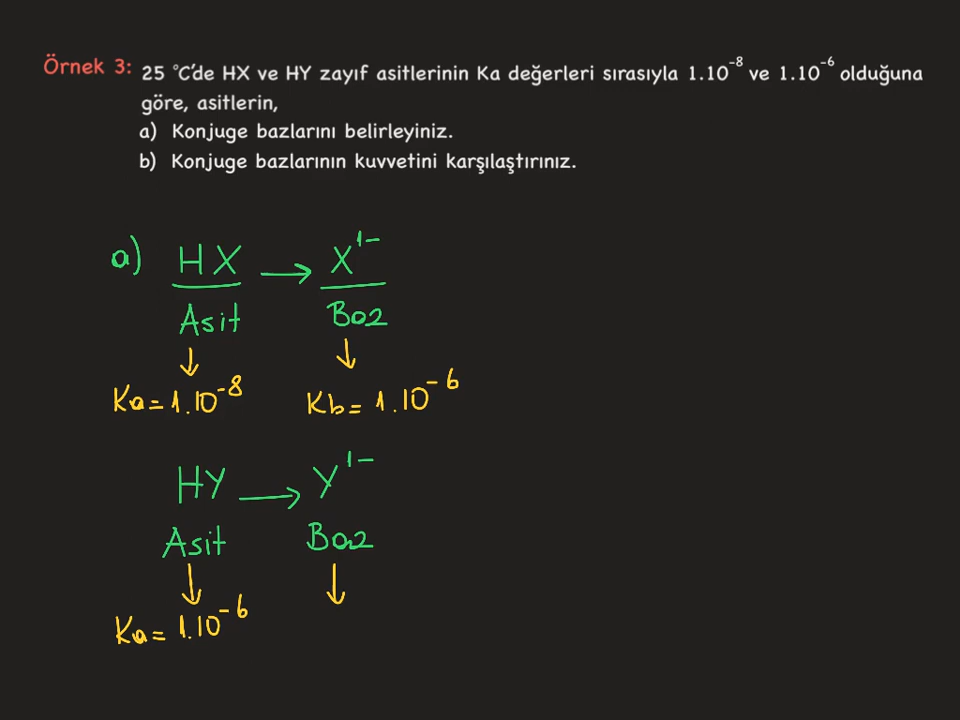 Örnek 3: 25 °C'de HX ve HY zayıf asitlerinin Ka değerleri sırasıyla 1.10⁻⁸ ve 1.10⁻⁶ olduğuna
göre, asitlerin,
a) Konjuge bazlarını belirleyiniz.
b) Konjuge bazlarının kuvvetini karşılaştırınız.
a) HX → X¹⁻
Asit Baz
↓ ↓
Ka = 1.10⁻⁸ Kb = 1.10⁻⁶
HY → Y¹⁻
Asit Baz
↓ ↓
Ka = 1.10⁻⁶